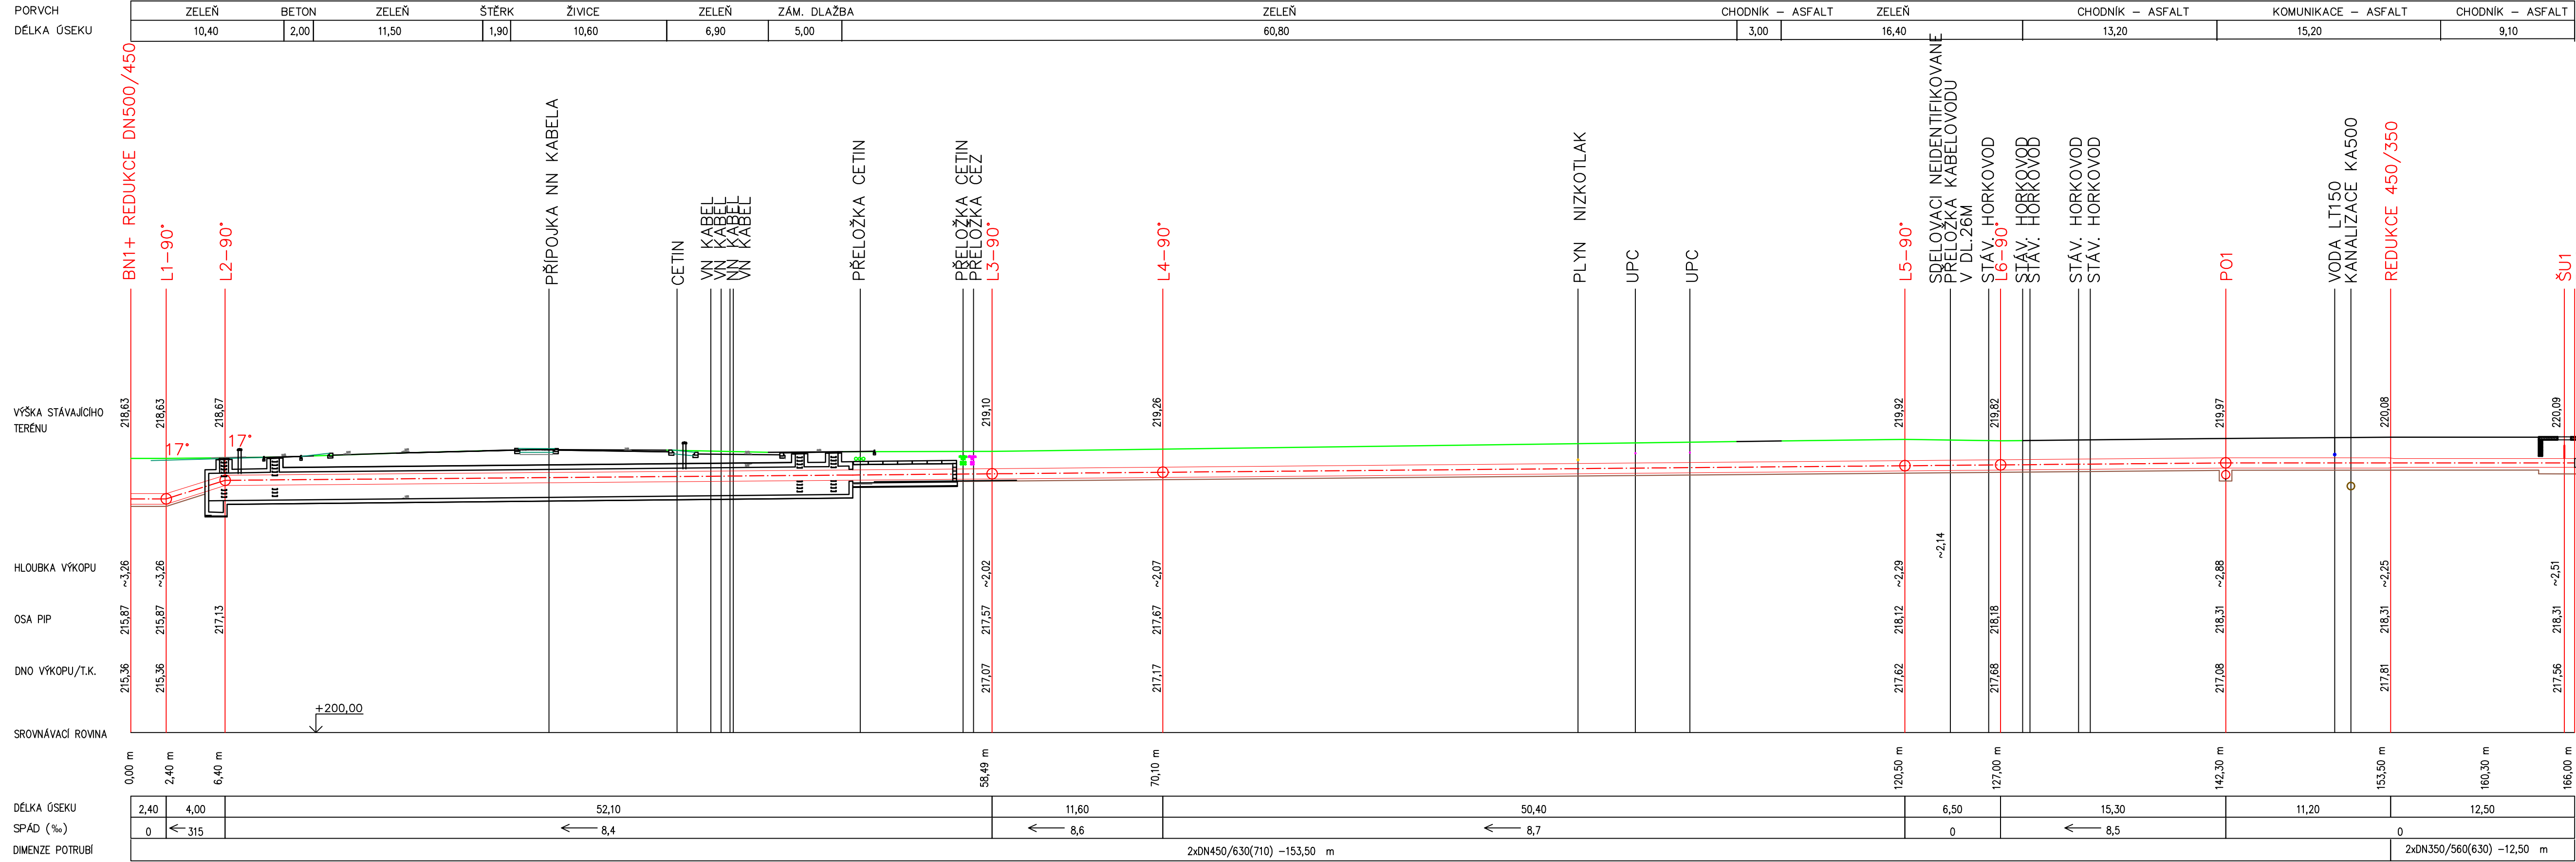 PORVCH ZELEŇ BETON ZELEŇ ŠTĚRK ŽIVICE ZELEŇ ZÁM. DLAŽBA ZELEŇ CHODNÍK – ASFALT ZELEŇ CHODNÍK – ASFALT KOMUNIKACE – ASFALT CHODNÍK – ASFALT
DÉLKA ÚSEKU 10,40 2,00 11,50 1,90 10,60 6,90 5,00 60,80 3,00 16,40 13,20 15,20 9,10
BN1+ REDUKCE DN500/450
L1–90°
L2–90°
PŘÍPOJKA NN KABELA
CETIN
VN KABEL
VN KABEL
NN KABEL
VN KABEL
PŘELOŽKA CETIN
PŘELOŽKA CETIN
PŘELOŽKA CEZ
L3–90°
L4–90°
PLYN NIZKOTLAK
UPC
UPC
L5–90°
SDELOVACI NEIDENTIFIKOVANE
PŘELOŽKA KABELOVODU
V DL.26M
STÁV. HORKOVOD
L6–90°
STÁV. HORKOVOD
STÁV. HORKOVOD
STÁV. HORKOVOD
STÁV. HORKOVOD
PO1
VODA LT150
KANALIZACE KA500
REDUKCE 450/350
ŠU1
VÝŠKA STÁVAJÍCÍHO
TERÉNU
218,63 218,63 218,67 219,10 219,26 219,92 219,82 219,97 220,08 220,09
17° 17°
HLOUBKA VÝKOPU ~3,26 ~3,26 ~2,02 ~2,07 ~2,29 ~2,14 ~2,88 ~2,25 ~2,51
OSA PIP 215,87 215,87 217,13 217,57 217,67 218,12 218,18 218,31 218,31 218,31
DNO VÝKOPU/T.K. 215,36 215,36 217,07 217,17 217,62 217,68 217,08 217,81 217,56
+200,00
SROVNÁVACÍ ROVINA
0,00 m 2,40 m 6,40 m 58,49 m 70,10 m 120,50 m 127,00 m 142,30 m 153,50 m 160,30 m 166,00 m
DÉLKA ÚSEKU 2,40 4,00 52,10 11,60 50,40 6,50 15,30 11,20 12,50
SPÁD (‰) 0 315 8,4 8,6 8,7 0 8,5 0
DIMENZE POTRUBÍ 2xDN450/630(710) –153,50 m 2xDN350/560(630) –12,50 m